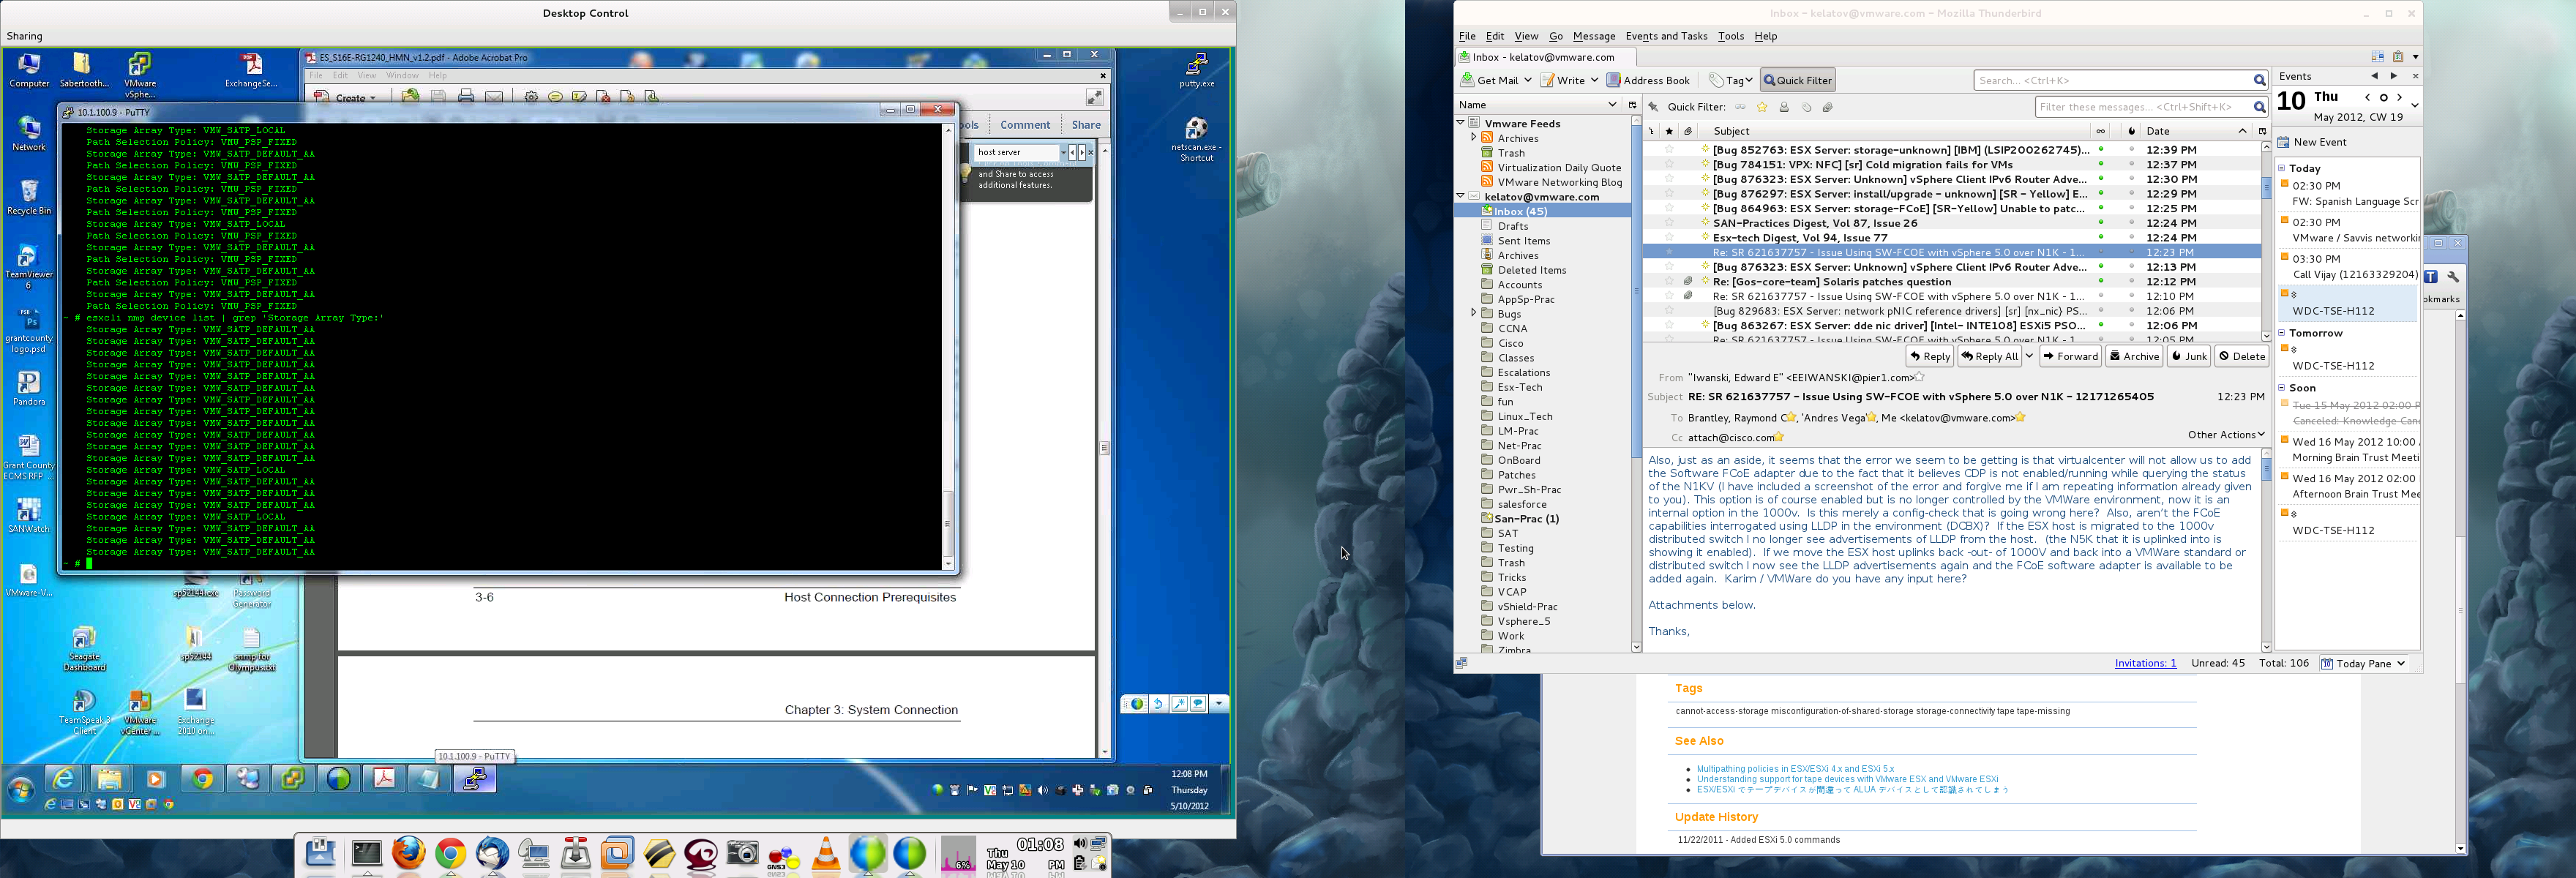 Desktop Control
Sharing
Computer
Sabertooth...
VMware vSphe...
ExchangeSe...
Network
Recycle Bin
TeamViewer 6
grantcounty logo.psd
Pandora
Grant County ECMS RFP ...
SANWatch
VMware-V...
Seagate Dashboard
TeamSpeak 3 Client
VMware vCenter ...
Exchange 2010 on...
sp52144.exe
Password Generator
sp52144
snmp for Olympus.txt
putty.exe
netscan.exe - Shortcut
ES_S16E-RG1240_HMN_v1.2.pdf - Adobe Acrobat Pro
File Edit View Window Help
Create
ools Comment Share
host server
and Share to access
additional features.
10.1.100.9 - PuTTY
Storage Array Type: VMW_SATP_LOCAL
Path Selection Policy: VMW_PSP_FIXED
Storage Array Type: VMW_SATP_DEFAULT_AA
Path Selection Policy: VMW_PSP_FIXED
Storage Array Type: VMW_SATP_DEFAULT_AA
Path Selection Policy: VMW_PSP_FIXED
Storage Array Type: VMW_SATP_DEFAULT_AA
Path Selection Policy: VMW_PSP_FIXED
Storage Array Type: VMW_SATP_LOCAL
Path Selection Policy: VMW_PSP_FIXED
Storage Array Type: VMW_SATP_DEFAULT_AA
Path Selection Policy: VMW_PSP_FIXED
Storage Array Type: VMW_SATP_DEFAULT_AA
Path Selection Policy: VMW_PSP_FIXED
Storage Array Type: VMW_SATP_DEFAULT_AA
Path Selection Policy: VMW_PSP_FIXED
~ # esxcli nmp device list | grep 'Storage Array Type:'
Storage Array Type: VMW_SATP_DEFAULT_AA
Storage Array Type: VMW_SATP_DEFAULT_AA
Storage Array Type: VMW_SATP_DEFAULT_AA
Storage Array Type: VMW_SATP_DEFAULT_AA
Storage Array Type: VMW_SATP_DEFAULT_AA
Storage Array Type: VMW_SATP_DEFAULT_AA
Storage Array Type: VMW_SATP_DEFAULT_AA
Storage Array Type: VMW_SATP_DEFAULT_AA
Storage Array Type: VMW_SATP_DEFAULT_AA
Storage Array Type: VMW_SATP_DEFAULT_AA
Storage Array Type: VMW_SATP_DEFAULT_AA
Storage Array Type: VMW_SATP_DEFAULT_AA
Storage Array Type: VMW_SATP_LOCAL
Storage Array Type: VMW_SATP_DEFAULT_AA
Storage Array Type: VMW_SATP_DEFAULT_AA
Storage Array Type: VMW_SATP_DEFAULT_AA
Storage Array Type: VMW_SATP_LOCAL
Storage Array Type: VMW_SATP_DEFAULT_AA
Storage Array Type: VMW_SATP_DEFAULT_AA
Storage Array Type: VMW_SATP_DEFAULT_AA
~ #
3-6 Host Connection Prerequisites
Chapter 3: System Connection
10.1.100.9 - PuTTY
12:08 PM
Thursday
5/10/2012
GNS3
6%
Thu
May 10
01:08
PM
Inbox - kelatov@vmware.com - Mozilla Thunderbird
File Edit View Go Message Events and Tasks Tools Help
Inbox - kelatov@vmware.com
Get Mail Write Address Book Tag Quick Filter
Search... <Ctrl+K>
Name
Vmware Feeds
Archives
Trash
Virtualization Daily Quote
VMware Networking Blog
kelatov@vmware.com
Inbox (45)
Drafts
Sent Items
Archives
Deleted Items
Accounts
AppSp-Prac
Bugs
CCNA
Cisco
Classes
Escalations
Esx-Tech
fun
Linux_Tech
LM-Prac
Net-Prac
OnBoard
Patches
Pwr_Sh-Prac
salesforce
San-Prac (1)
SAT
Testing
Trash
Tricks
VCAP
vShield-Prac
Vsphere_5
Work
Zimbra
Quick Filter:
Filter these messages... <Ctrl+Shift+K>
Subject Date
[Bug 852763: ESX Server: storage-unknown] [IBM] (LSIP200262745)... 12:39 PM
[Bug 784151: VPX: NFC] [sr] Cold migration fails for VMs 12:37 PM
[Bug 876323: ESX Server: Unknown] vSphere Client IPv6 Router Adve... 12:30 PM
[Bug 876297: ESX Server: install/upgrade - unknown] [SR - Yellow] E... 12:29 PM
[Bug 864963: ESX Server: storage-FCoE] [SR-Yellow] Unable to patc... 12:25 PM
SAN-Practices Digest, Vol 87, Issue 26 12:24 PM
Esx-tech Digest, Vol 94, Issue 77 12:24 PM
Re: SR 621637757 - Issue Using SW-FCOE with vSphere 5.0 over N1K - 1... 12:23 PM
[Bug 876323: ESX Server: Unknown] vSphere Client IPv6 Router Adve... 12:13 PM
Re: [Gos-core-team] Solaris patches question 12:12 PM
Re: SR 621637757 - Issue Using SW-FCOE with vSphere 5.0 over N1K - 1... 12:10 PM
[Bug 829683: ESX Server: network pNIC reference drivers] [sr] [nx_nic} PS... 12:06 PM
[Bug 863267: ESX Server: dde nic driver] [Intel- INTE108] ESXi5 PSO... 12:06 PM
Re: SR 621637757 - Issue Using SW-FCOE with vSphere 5.0 over N1K - 1... 12:05 PM
Reply Reply All Forward Archive Junk Delete
From "Iwanski, Edward E" <EEIWANSKI@pier1.com>
Subject RE: SR 621637757 - Issue Using SW-FCOE with vSphere 5.0 over N1K - 12171265405 12:23 PM
To Brantley, Raymond C, 'Andres Vega', Me <kelatov@vmware.com>
Cc attach@cisco.com
Other Actions
Also, just as an aside, it seems that the error we seem to be getting is that virtualcenter will not allow us to add
the Software FCoE adapter due to the fact that it believes CDP is not enabled/running while querying the status
of the N1KV (I have included a screenshot of the error and forgive me if I am repeating information already given
to you). This option is of course enabled but is no longer controlled by the VMWare environment, now it is an
internal option in the 1000v. Is this merely a config-check that is going wrong here? Also, aren't the FCoE
capabilities interrogated using LLDP in the environment (DCBX)? If the ESX host is migrated to the 1000v
distributed switch I no longer see advertisements of LLDP from the host. (the N5K that it is uplinked into is
showing it enabled). If we move the ESX host uplinks back -out- of 1000V and back into a VMWare standard or
distributed switch I now see the LLDP advertisements again and the FCoE software adapter is available to be
added again. Karim / VMWare do you have any input here?
Attachments below.
Thanks,
Invitations: 1 Unread: 45 Total: 106 Today Pane
Events
10 Thu
May 2012, CW 19
New Event
Today
02:30 PM
FW: Spanish Language Scr
02:30 PM
VMware / Savvis networkin
03:30 PM
Call Vijay (12163329204)
WDC-TSE-H112
Tomorrow
WDC-TSE-H112
Soon
Tue 15 May 2012 02:00 P
Canceled: Knowledge Cand
Wed 16 May 2012 10:00
Morning Brain Trust Meeti
Wed 16 May 2012 02:00
Afternoon Brain Trust Mee
WDC-TSE-H112
okmarks
Tags
cannot-access-storage misconfiguration-of-shared-storage storage-connectivity tape tape-missing
See Also
Multipathing policies in ESX/ESXi 4.x and ESXi 5.x
Understanding support for tape devices with VMware ESX and VMware ESXi
ESX/ESXi でテープデバイスが間違って ALUA デバイスとして認識されてしまう
Update History
11/22/2011 - Added ESXi 5.0 commands